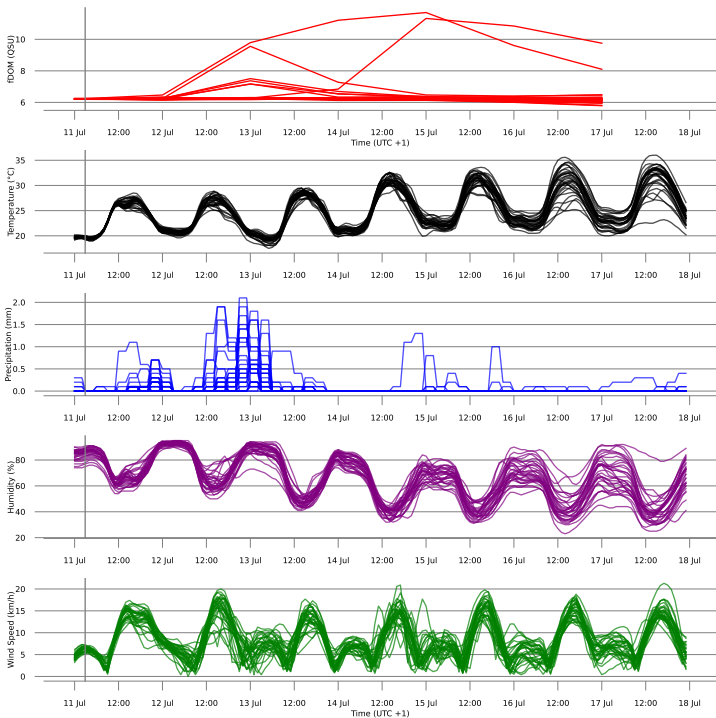 fDOM (QSU)
10
8
6
11 Jul 12:00 12 Jul 12:00 13 Jul 12:00 14 Jul 12:00 15 Jul 12:00 16 Jul 12:00 17 Jul 12:00 18 Jul
Time (UTC +1)
Temperature (°C)
35
30
25
20
11 Jul 12:00 12 Jul 12:00 13 Jul 12:00 14 Jul 12:00 15 Jul 12:00 16 Jul 12:00 17 Jul 12:00 18 Jul
Precipitation (mm)
2.0
1.5
1.0
0.5
0.0
11 Jul 12:00 12 Jul 12:00 13 Jul 12:00 14 Jul 12:00 15 Jul 12:00 16 Jul 12:00 17 Jul 12:00 18 Jul
Humidity (%)
80
60
40
20
11 Jul 12:00 12 Jul 12:00 13 Jul 12:00 14 Jul 12:00 15 Jul 12:00 16 Jul 12:00 17 Jul 12:00 18 Jul
Wind Speed (km/h)
20
15
10
5
0
11 Jul 12:00 12 Jul 12:00 13 Jul 12:00 14 Jul 12:00 15 Jul 12:00 16 Jul 12:00 17 Jul 12:00 18 Jul
Time (UTC +1)